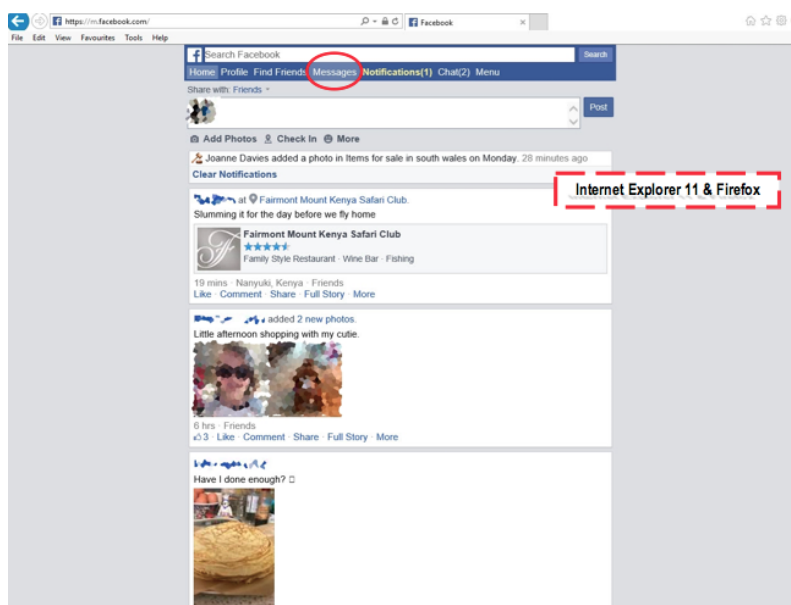 https://m.facebook.com/
Facebook
File Edit View Favourites Tools Help
Search Facebook
Search
Home Profile Find Friends Messages Notifications(1) Chat(2) Menu
Share with: Friends
Post
Add Photos Check In More
Joanne Davies added a photo in Items for sale in south wales on Monday. 28 minutes ago
Clear Notifications
Internet Explorer 11 & Firefox
at Fairmont Mount Kenya Safari Club.
Slumming it for the day before we fly home
Fairmont Mount Kenya Safari Club
Family Style Restaurant · Wine Bar · Fishing
19 mins · Nanyuki, Kenya · Friends
Like · Comment · Share · Full Story · More
added 2 new photos.
Little afternoon shopping with my cutie.
6 hrs · Friends
3 · Like · Comment · Share · Full Story · More
Have I done enough?